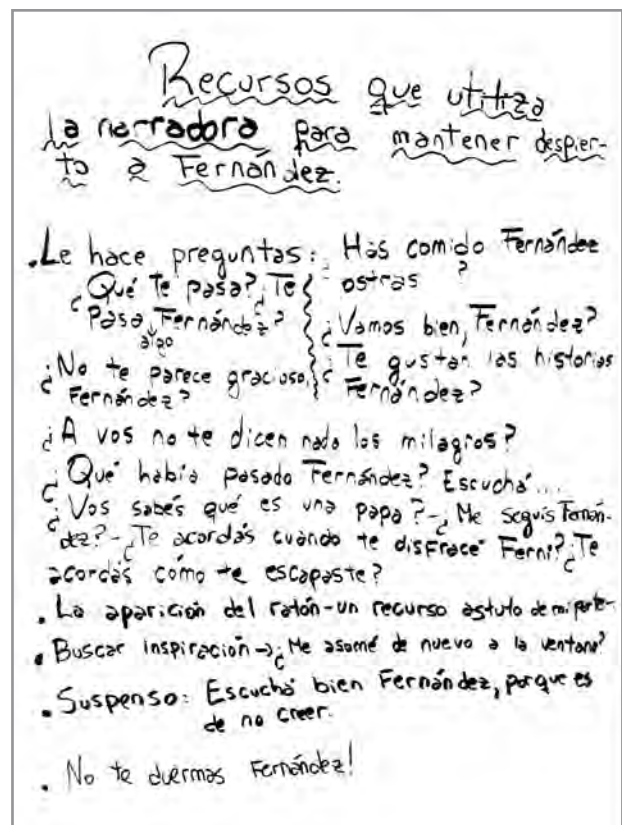 Recursos que utiliza
la narradora para mantener despier-
to a Fernández.
. Le hace preguntas:
¿Qué te pasa? ¿Te
Pasa algo Fernández?
¿No te parece gracioso,
Fernández?
Has comido Fernández
ostras ?
¿Vamos bien, Fernández?
¿Te gustan las historias
Fernández?
¿A vos no te dicen nada los milagros?
¿Qué había pasado Fernández? Escuchá...
¿Vos sabés qué es una papa? - ¿Me seguís Fernán-
dez? - ¿Te acordás cuando te disfracé Ferni? ¿Te
acordás cómo te escapaste?
. La aparición del ratón - un recurso astuto de mi parte -
. Buscar inspiración → ¿Me asomé de nuevo a la ventana?
. Suspenso: Escuchá bien Fernández, porque es
de no creer.
. No te duermas Fernández!